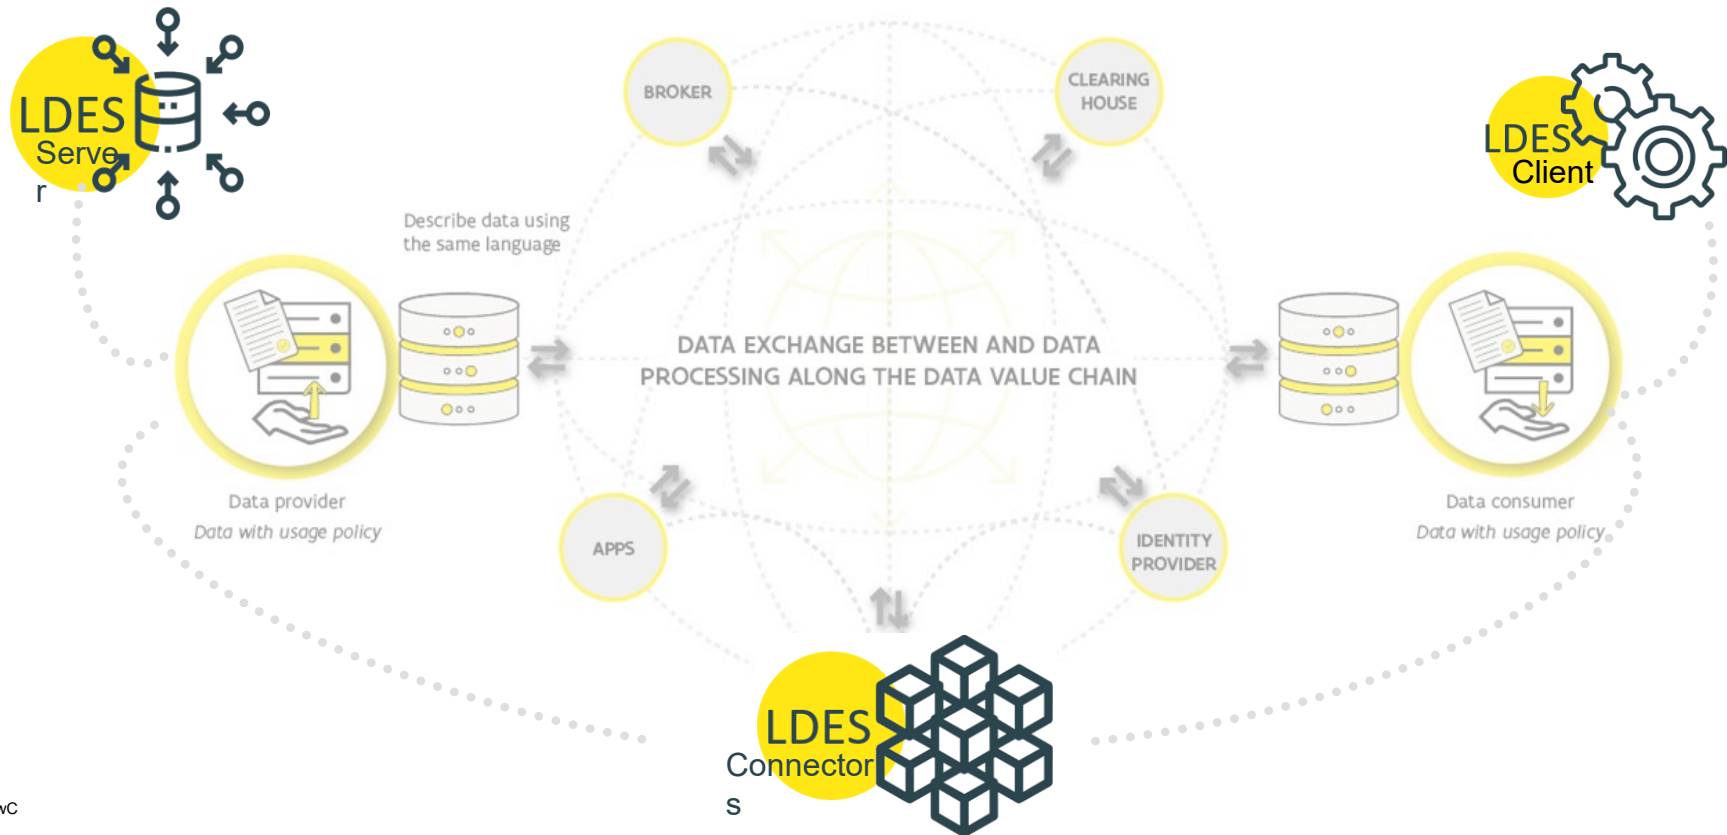 LDES
Serve
r
BROKER
CLEARING
HOUSE
LDES
Client
Describe data using
the same language
DATA EXCHANGE BETWEEN AND DATA
PROCESSING ALONG THE DATA VALUE CHAIN
Data provider
Data with usage policy
Data consumer
Data with usage policy
APPS
IDENTITY
PROVIDER
LDES
Connector
s
wC